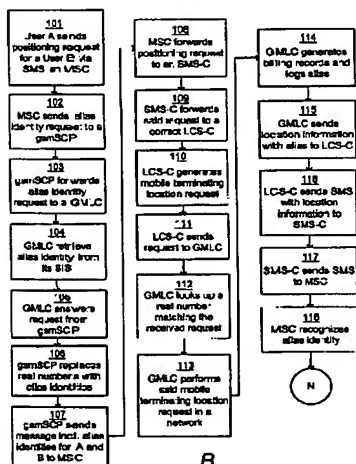 101
User A sends
positioning request
for a User B via
SMS an MSC
102
MSC sends alias
identity request to a
gsmSCP
103
gsmSCP forwards
alias identity
request to a GMLC
104
GMLC retrieve
alias identity from
its
105
GMLC answers
request from
gsmSCP
106
gsmSCP replaces
real numbers with
alias identities
107
gsmSCP sends
message incl. alias
identities for A and
B to MSC
108
MSC forwards
positioning request
to an SMS-C
109
SMS-C forwards
said request to a
correct LCS-C
110
LCS-C generates
mobile terminating
location request
111
LCS-C sends
request to GMLC
112
GMLC looks up a
real number
matching the
received request
113
GMLC performs
said mobile
terminating location
request in a
network
B
114
GMLC generates
billing records and
logs alias
115
GMLC sends
location information
with alias to LCS-C
116
LCS-C sends SMS
with location
information to
SMS-C
117
SMS-C sends SMS
to MSC
118
MSC recognizes
alias identity
N